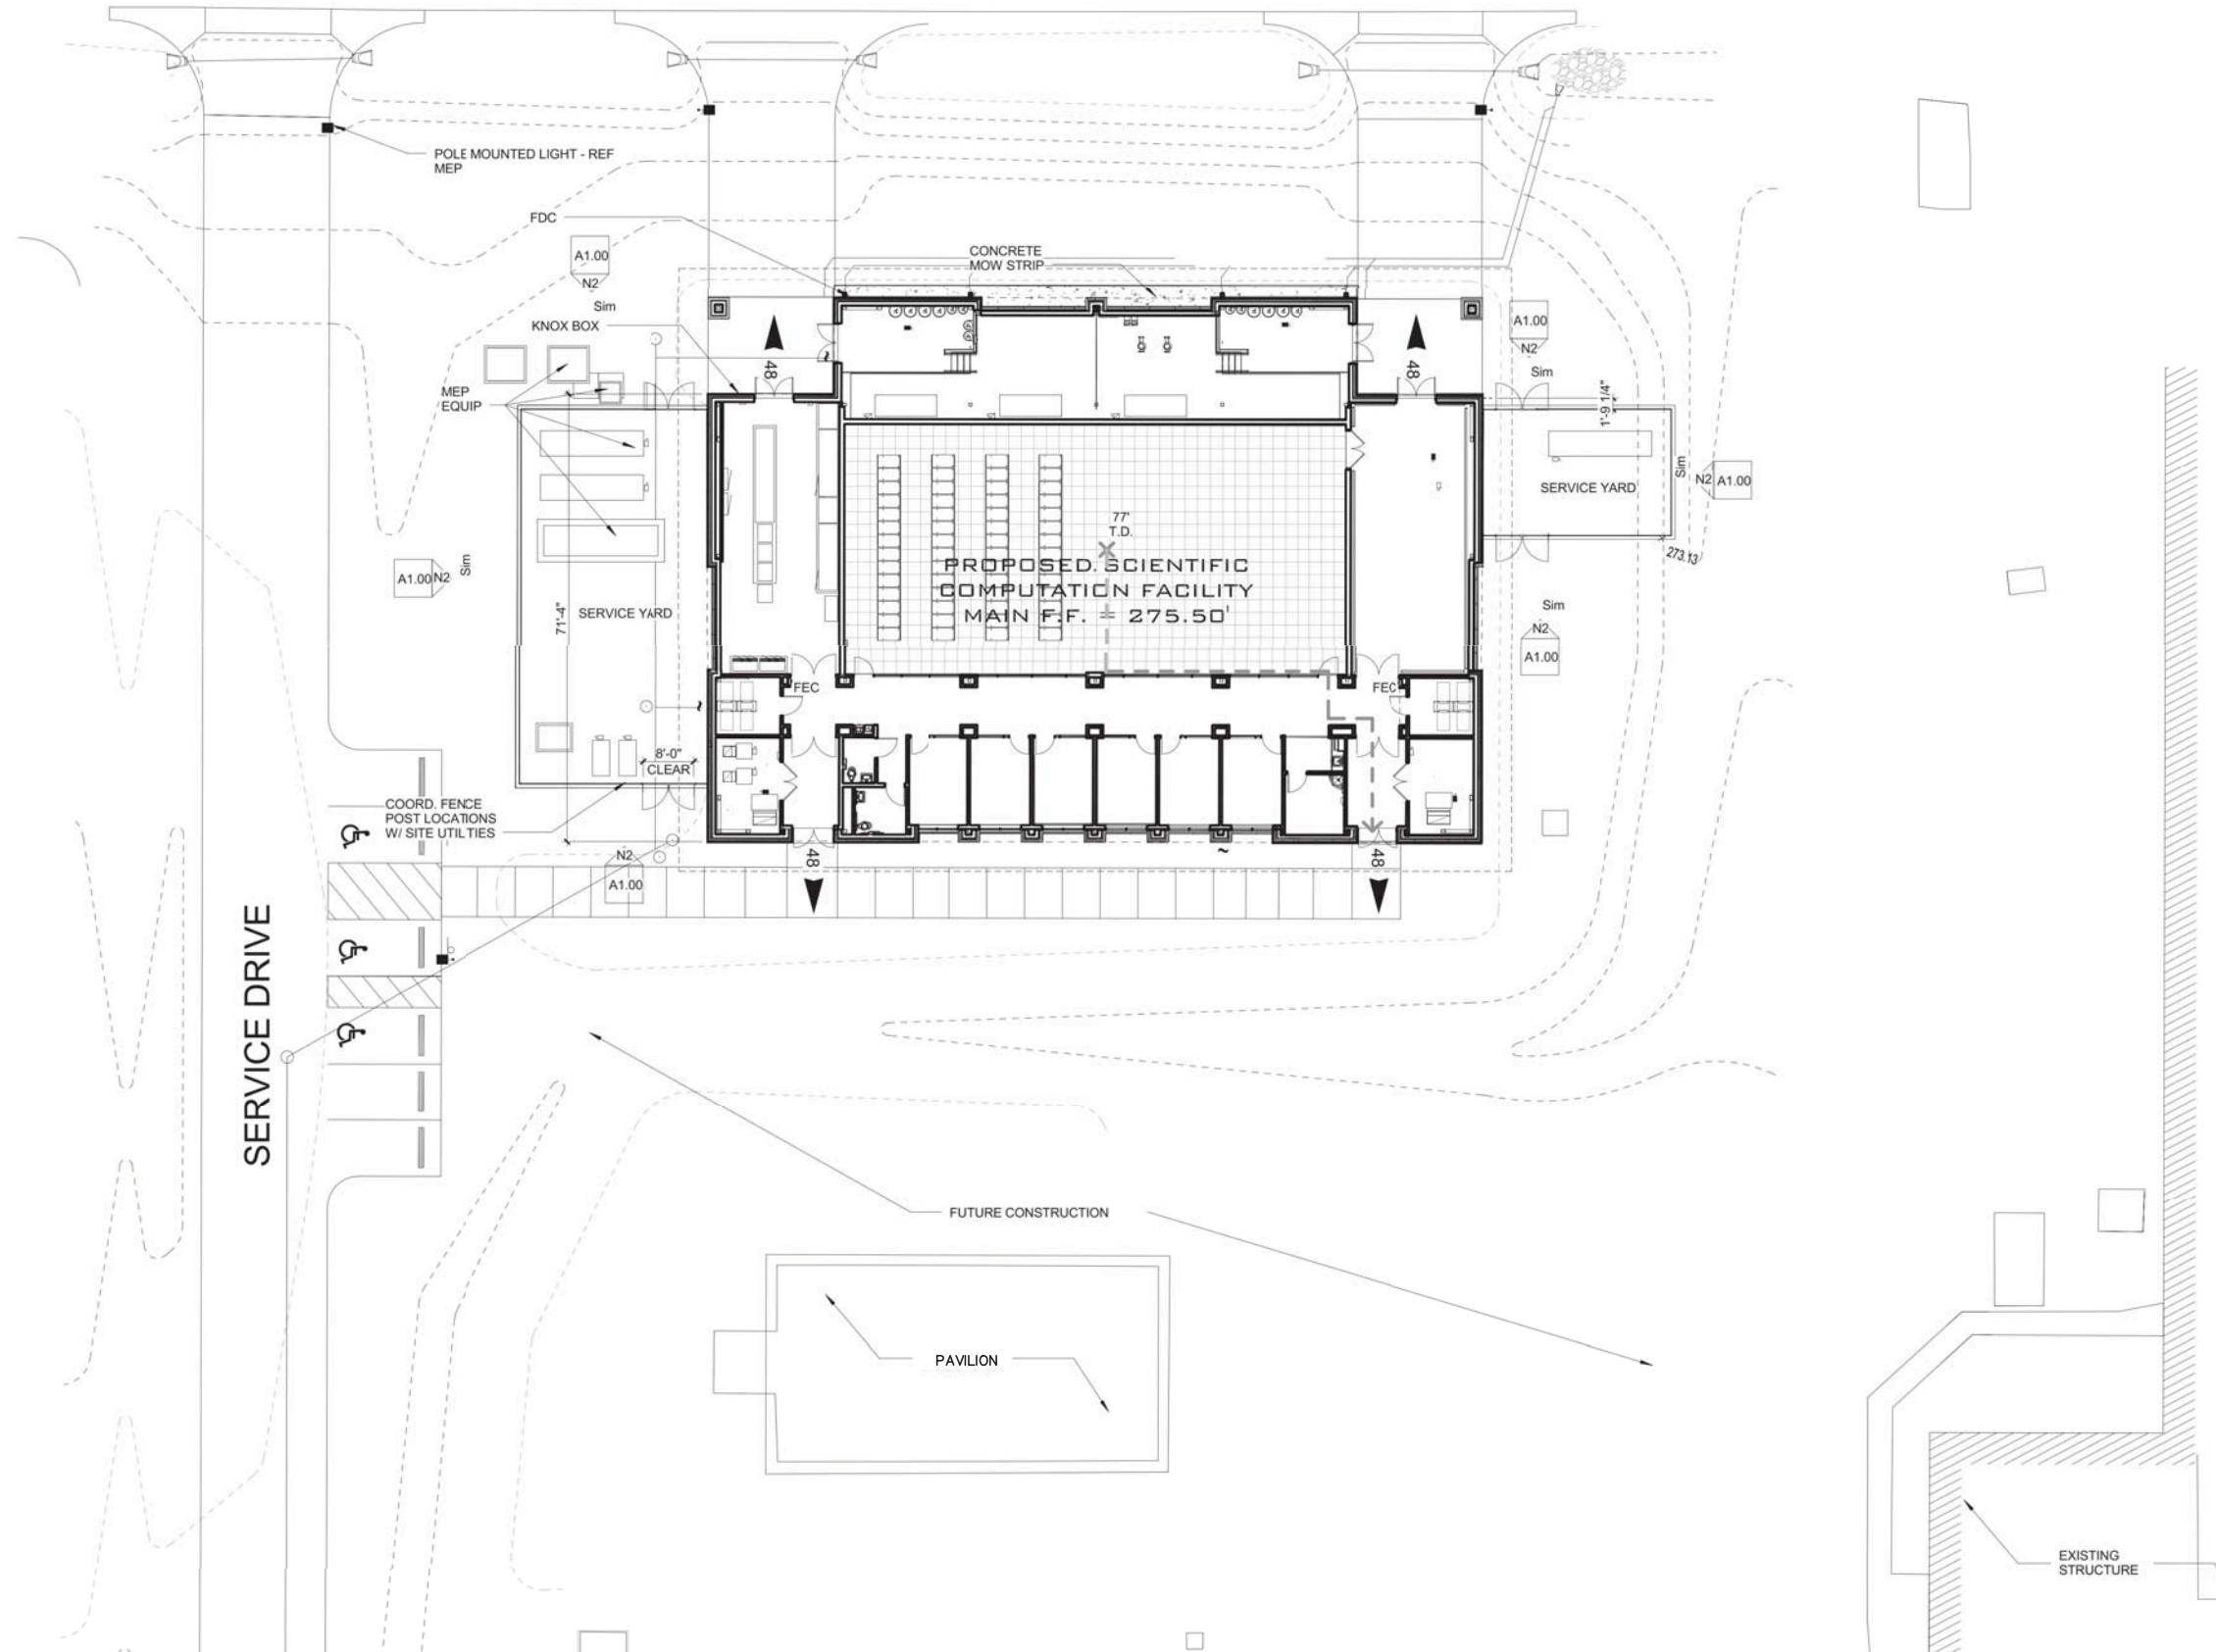 POLE MOUNTED LIGHT - REF
MEP
FDC
CONCRETE
MOW STRIP
A1.00
N2
Sim
KNOX BOX
A1.00
N2
Sim
48
48
MEP
EQUIP
1'-9 1/4"
SERVICE YARD
Sim
N2
A1.00
77'
T.D.
273.13
PROPOSED SCIENTIFIC
COMPUTATION FACILITY
MAIN F.F. = 275.50'
A1.00
N2
Sim
71'-4"
SERVICE YARD
Sim
N2
A1.00
FEC
FEC
8'-0"
CLEAR
COORD. FENCE
POST LOCATIONS
W/ SITE UTILTIES
N2
A1.00
48
48
SERVICE DRIVE
FUTURE CONSTRUCTION
PAVILION
EXISTING
STRUCTURE